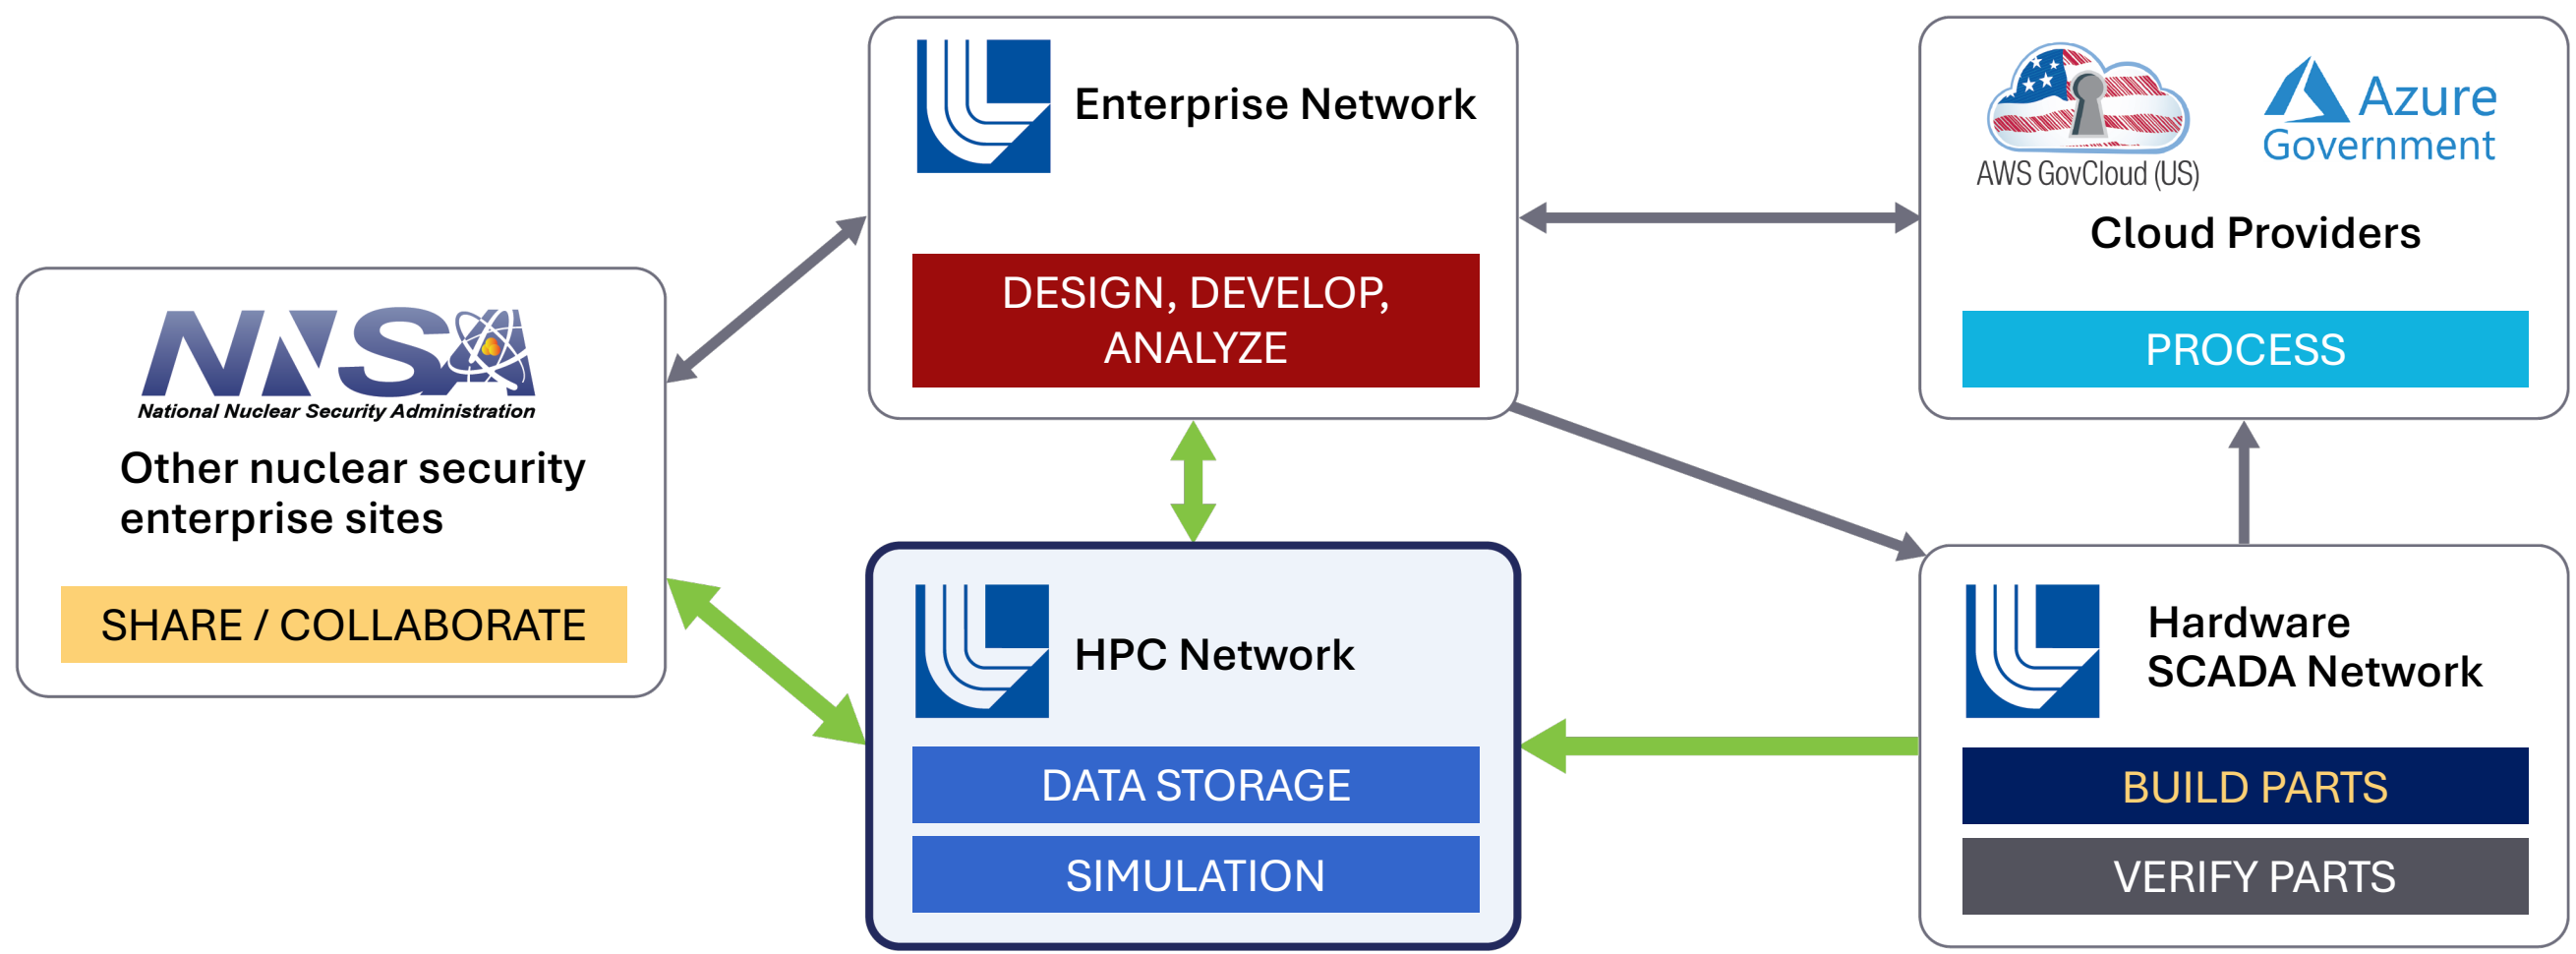 Enterprise Network
DESIGN, DEVELOP,
ANALYZE
AWS GovCloud (US)
Azure
Government
Cloud Providers
PROCESS
NNSA
National Nuclear Security Administration
Other nuclear security
enterprise sites
SHARE / COLLABORATE
HPC Network
DATA STORAGE
SIMULATION
Hardware
SCADA Network
BUILD PARTS
VERIFY PARTS